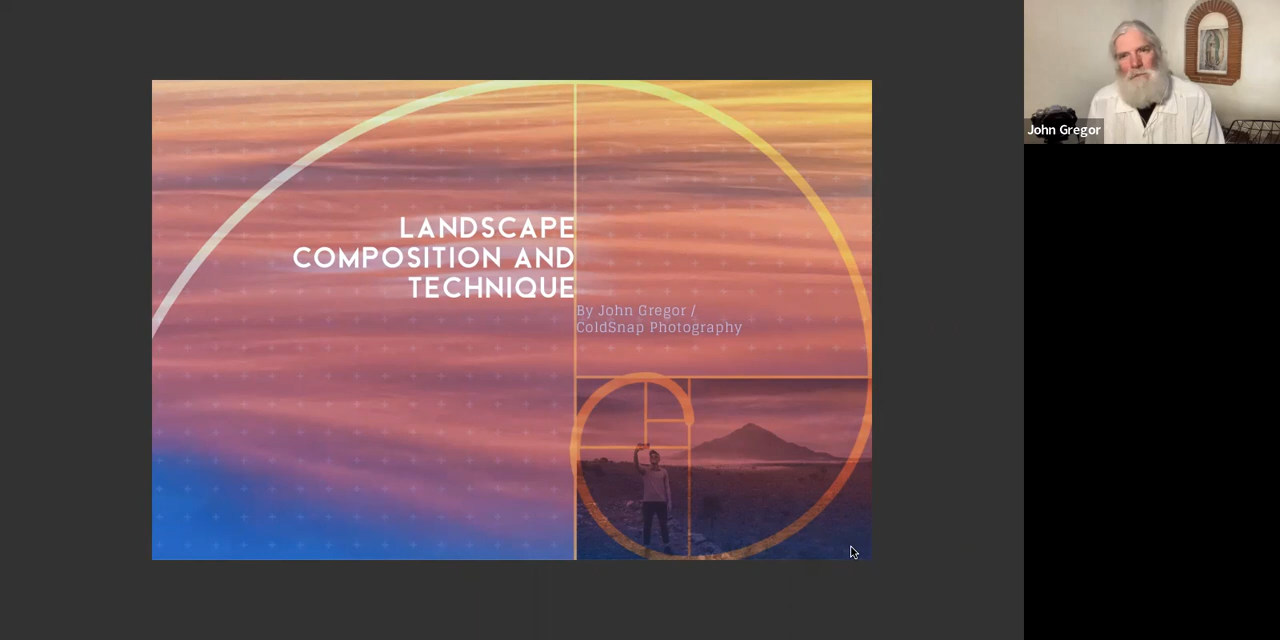 LANDSCAPE
COMPOSITION AND
TECHNIQUE
By John Gregor /
ColdSnap Photography
John Gregor